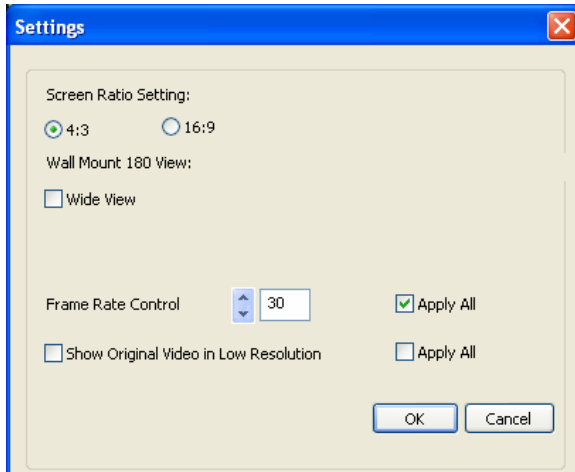 Settings
Screen Ratio Setting:
4:3 16:9
Wall Mount 180 View:
Wide View
Frame Rate Control 30 Apply All
Show Original Video in Low Resolution Apply All
OK Cancel